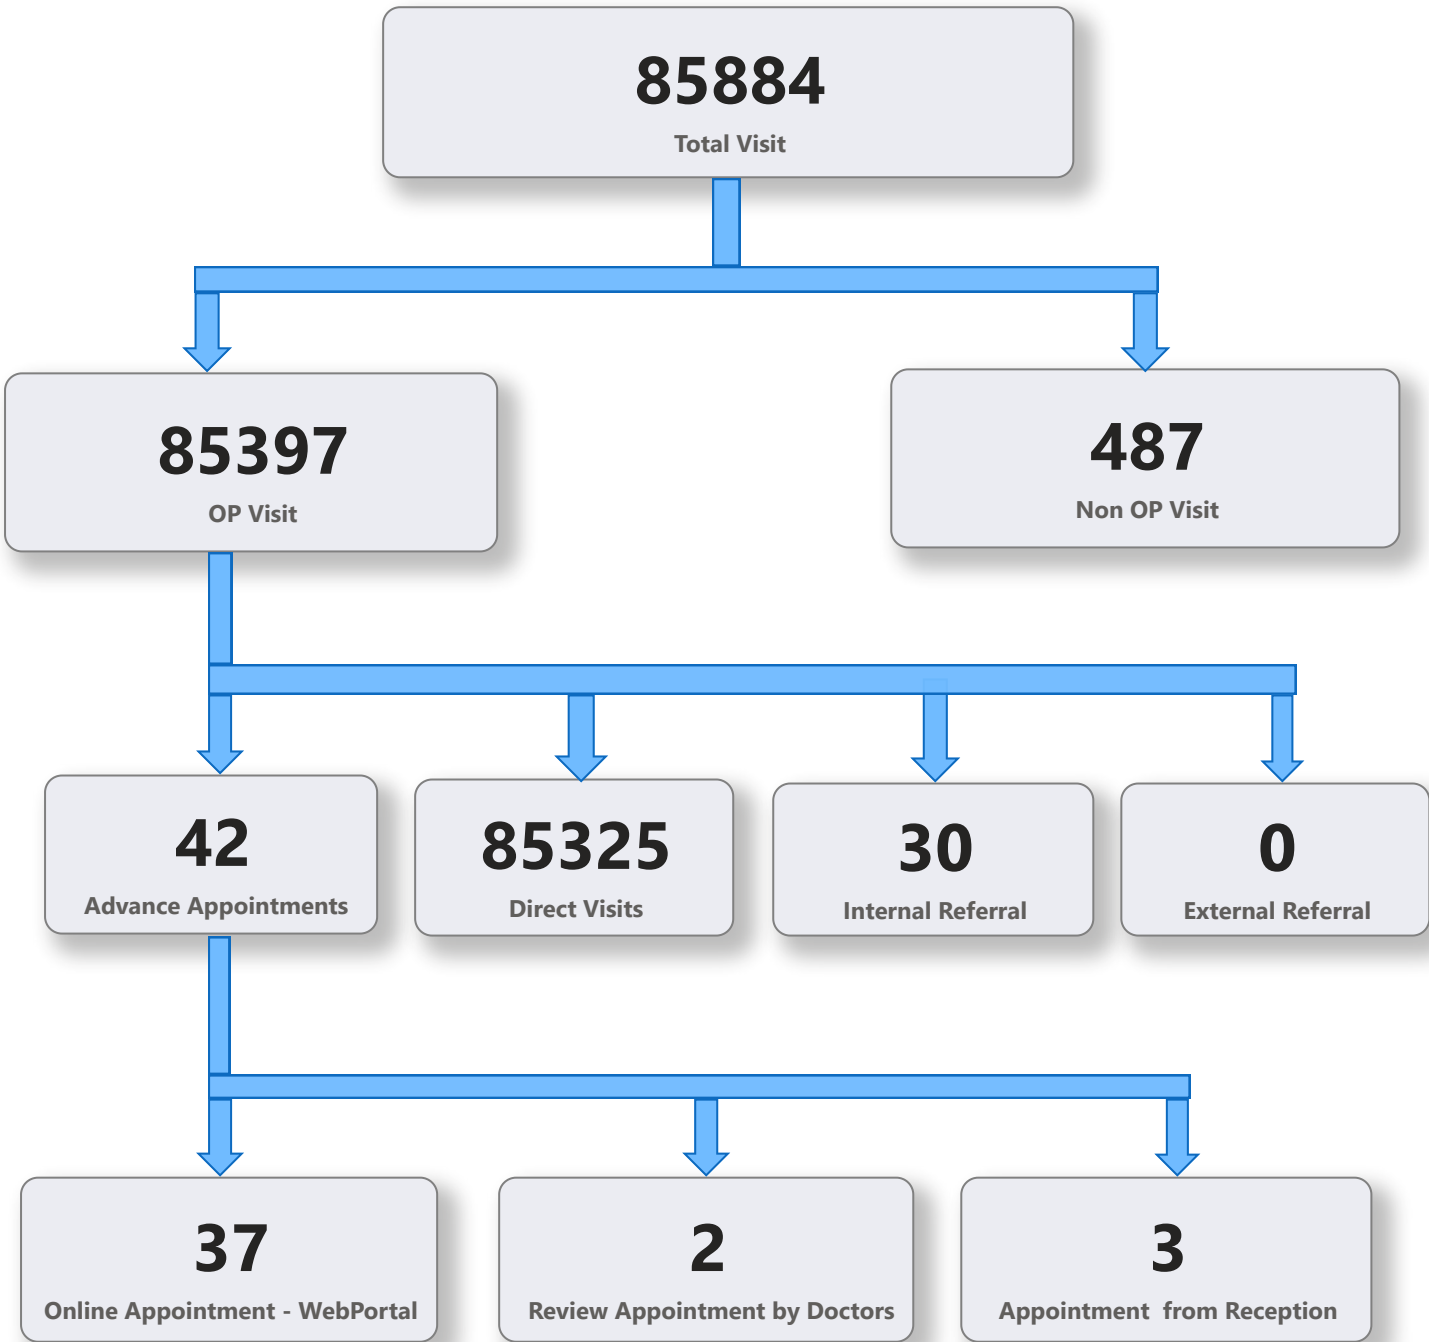 85884
Total Visit
85397
OP Visit
487
Non OP Visit
42
Advance Appointments
85325
Direct Visits
30
Internal Referral
0
External Referral
37
Online Appointment - WebPortal
2
Review Appointment by Doctors
3
Appointment  from Reception